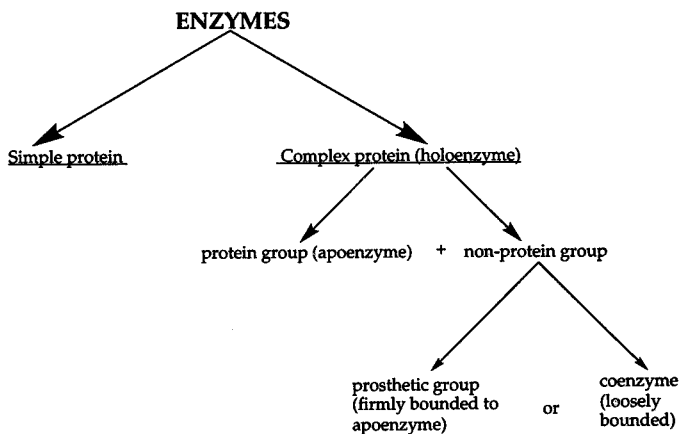 ENZYMES
Simple protein
Complex protein (holoenzyme)
protein group (apoenzyme) + non-protein group
prosthetic group
(firmly bounded to
apoenzyme)
or
coenzyme
(loosely
bounded)